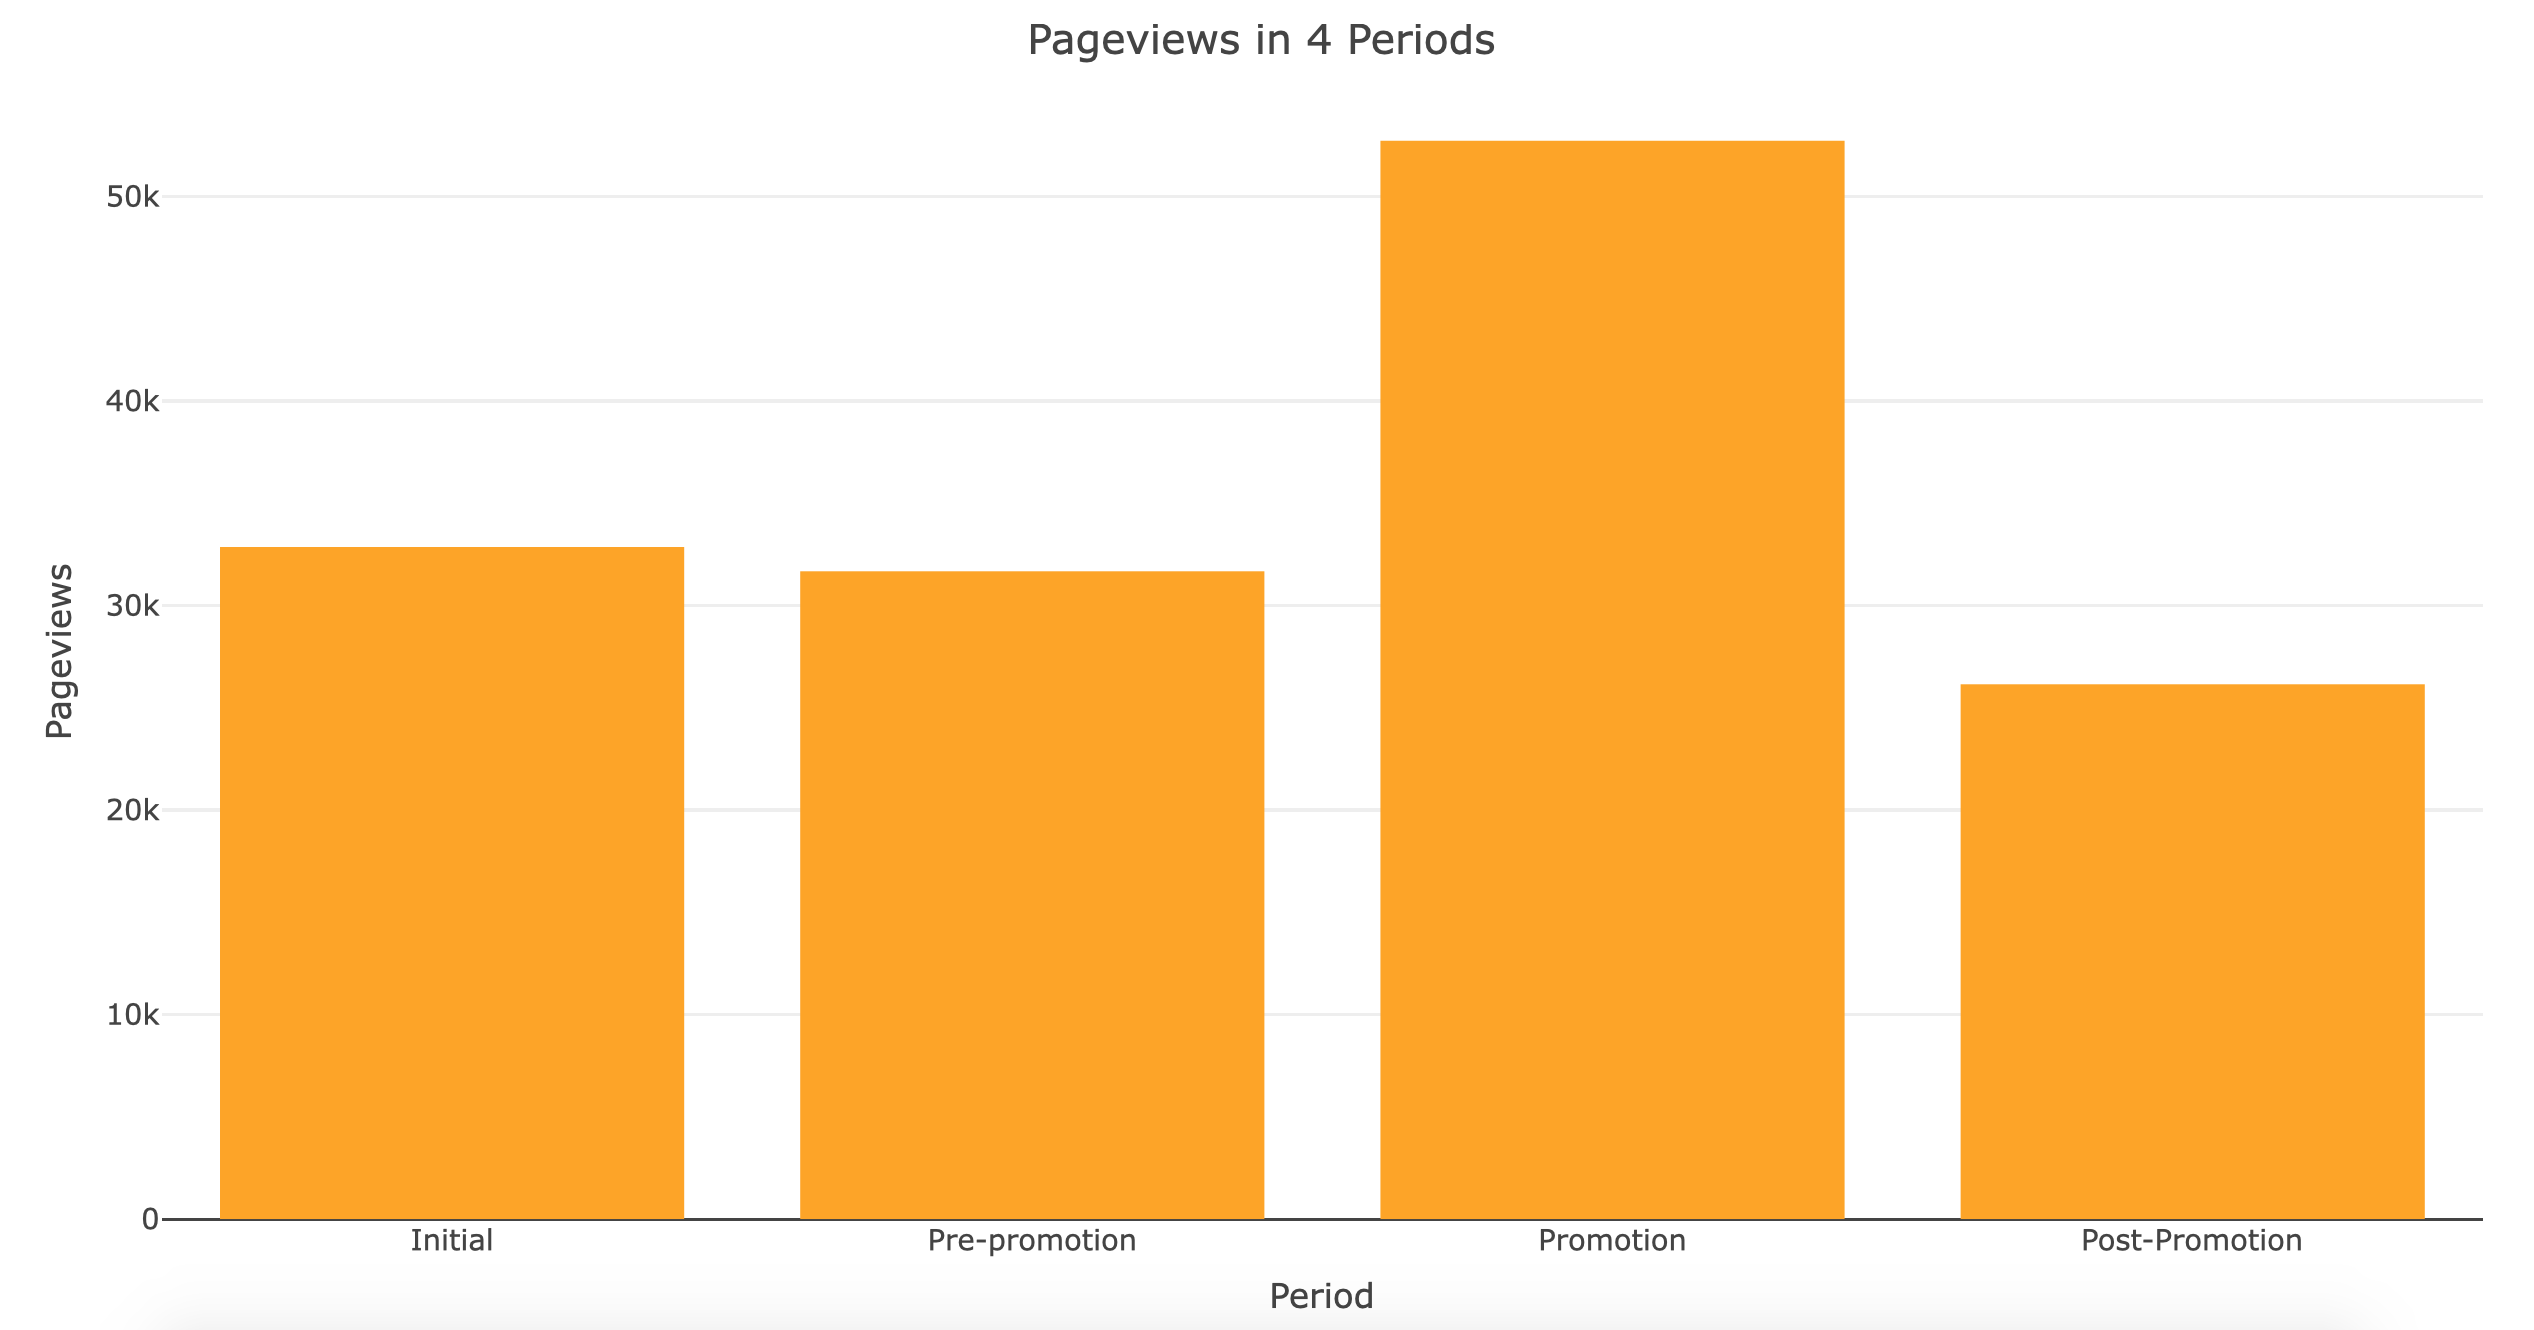 Pageviews in 4 Periods
Pageviews
50k
40k
30k
20k
10k
0
Initial
Pre-promotion
Promotion
Post-Promotion
Period